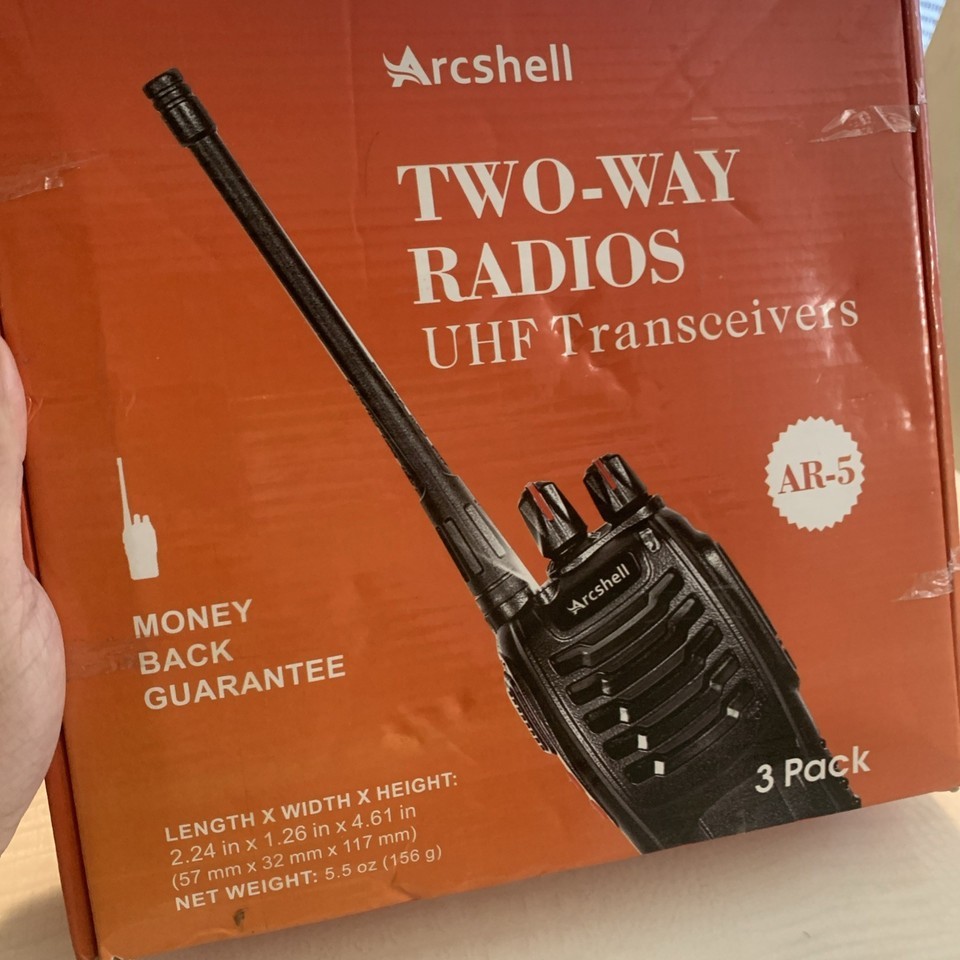 Arcshell
TWO-WAY
RADIOS
UHF Transceivers
AR-5
Arcshell
MONEY
BACK
GUARANTEE
3 Pack
LENGTH X WIDTH X HEIGHT:
2.24 in x 1.26 in x 4.61 in
(57 mm x 32 mm x 117 mm)
NET WEIGHT: 5.5 oz (156 g)